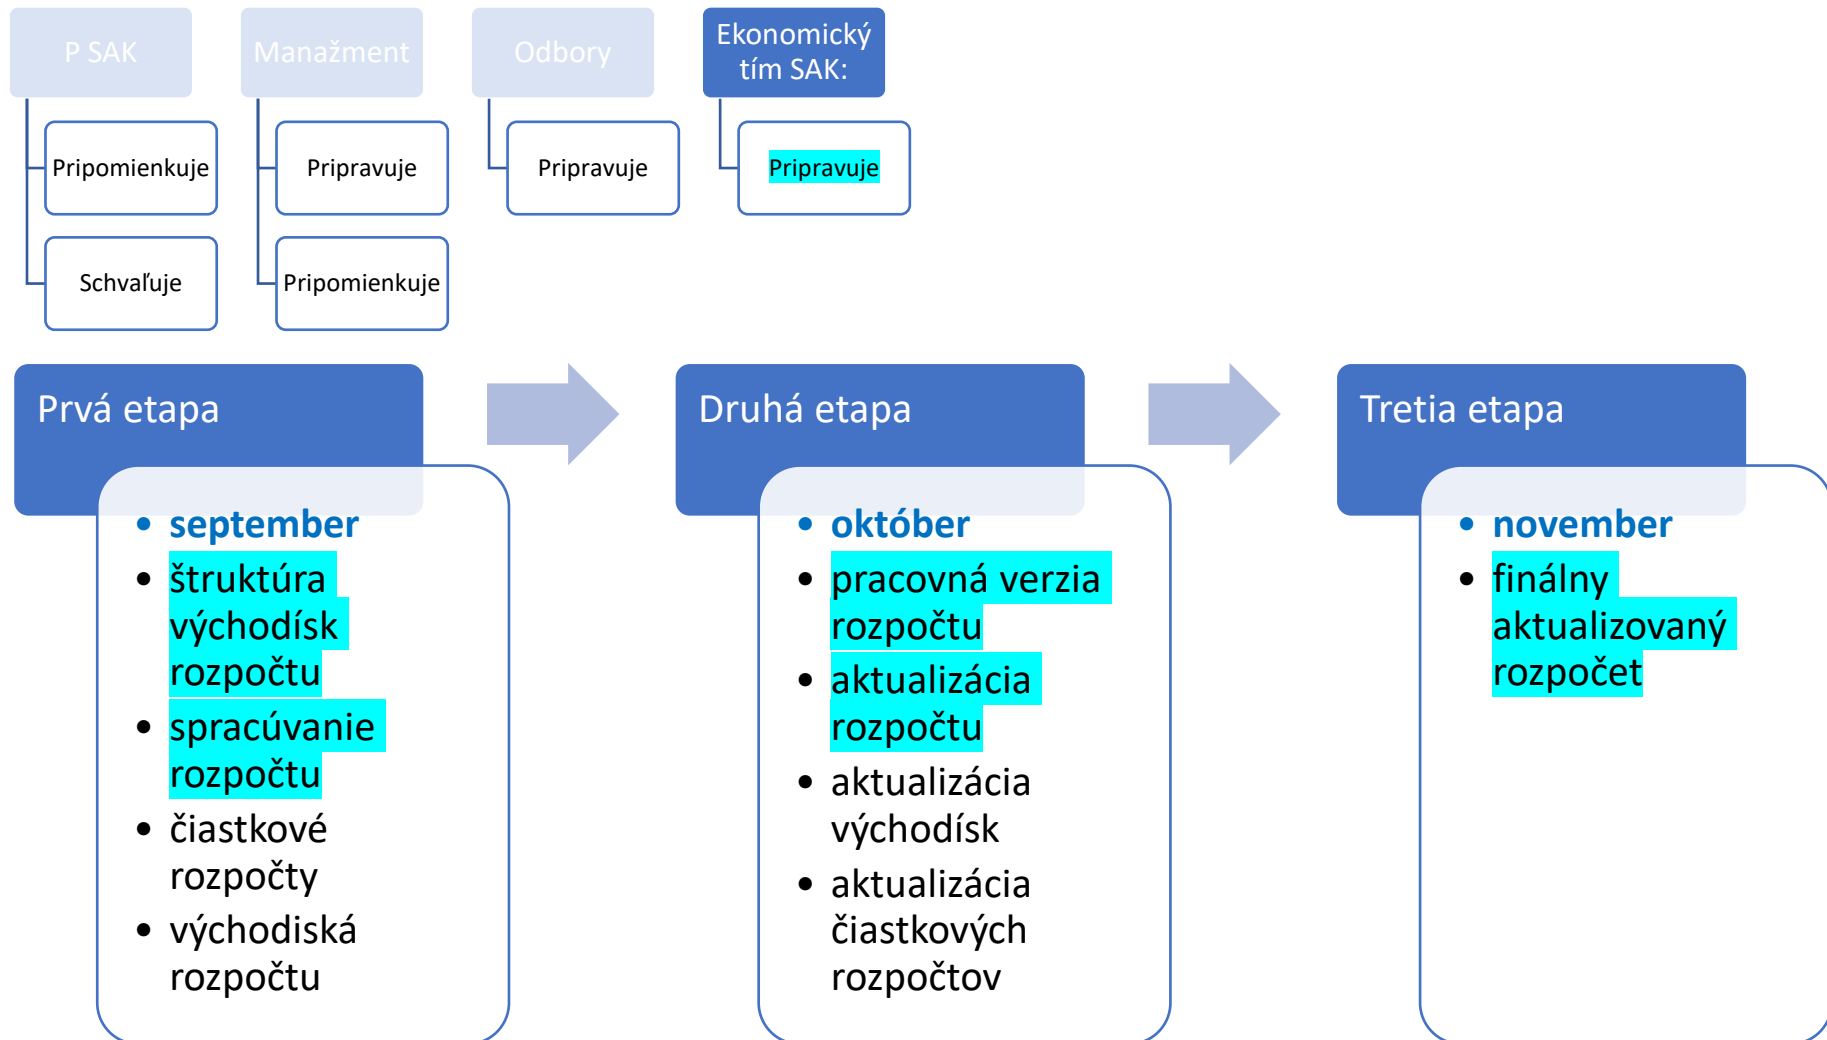 P SAK
Manažment
Odbory
Ekonomický
tím SAK:
Pripomienkuje
Pripravuje
Pripravuje
Pripravuje
Schvaľuje
Pripomienkuje
Prvá etapa
• september
• štruktúra
východísk
rozpočtu
• spracúvanie
rozpočtu
• čiastkové
rozpočty
• východiská
rozpočtu
Druhá etapa
• október
• pracovná verzia
rozpočtu
• aktualizácia
rozpočtu
• aktualizácia
východísk
• aktualizácia
čiastkových
rozpočtov
Tretia etapa
• november
• finálny
aktualizovaný
rozpočet